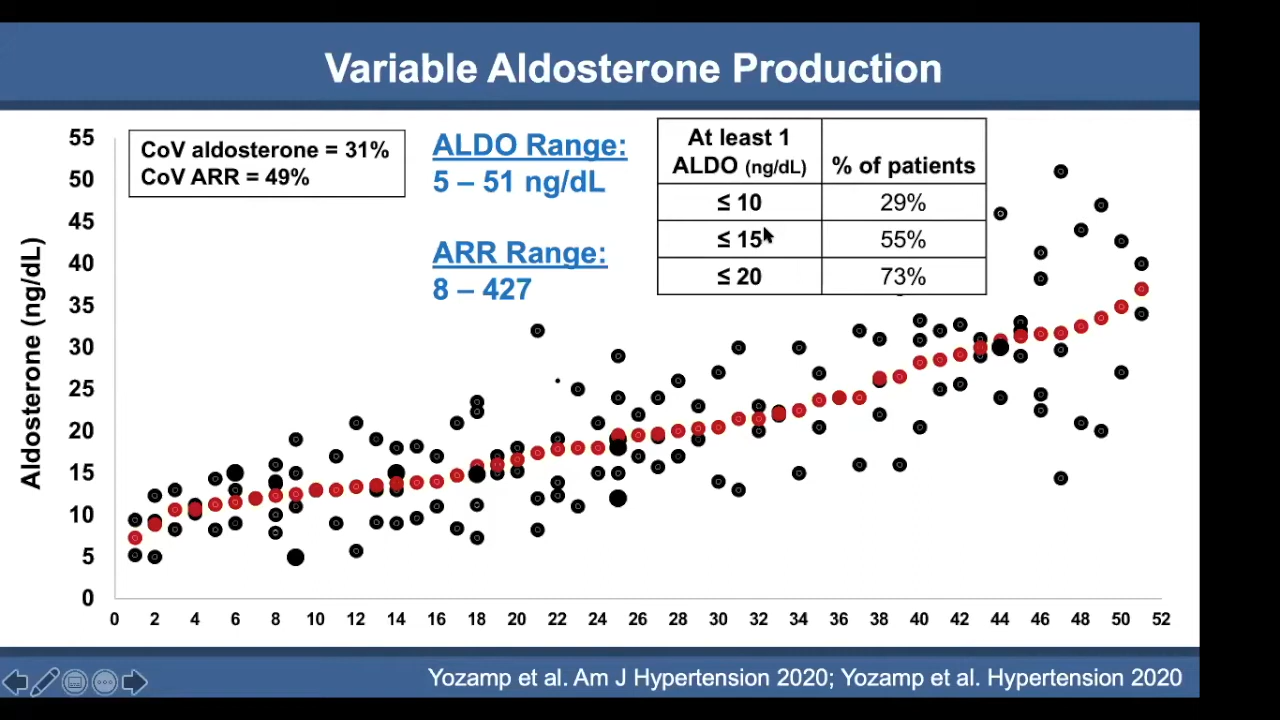 Variable Aldosterone Production
CoV aldosterone = 31%
CoV ARR = 49%
ALDO Range:
5 – 51 ng/dL
ARR Range:
8 – 427
At least 1
ALDO (ng/dL)
% of patients
≤ 10 29%
≤ 15 55%
≤ 20 73%
Aldosterone (ng/dL)
55
50
45
40
35
30
25
20
15
10
5
0
0 2 4 6 8 10 12 14 16 18 20 22 24 26 28 30 32 34 36 38 40 42 44 46 48 50 52
Yozamp et al. Am J Hypertension 2020; Yozamp et al. Hypertension 2020